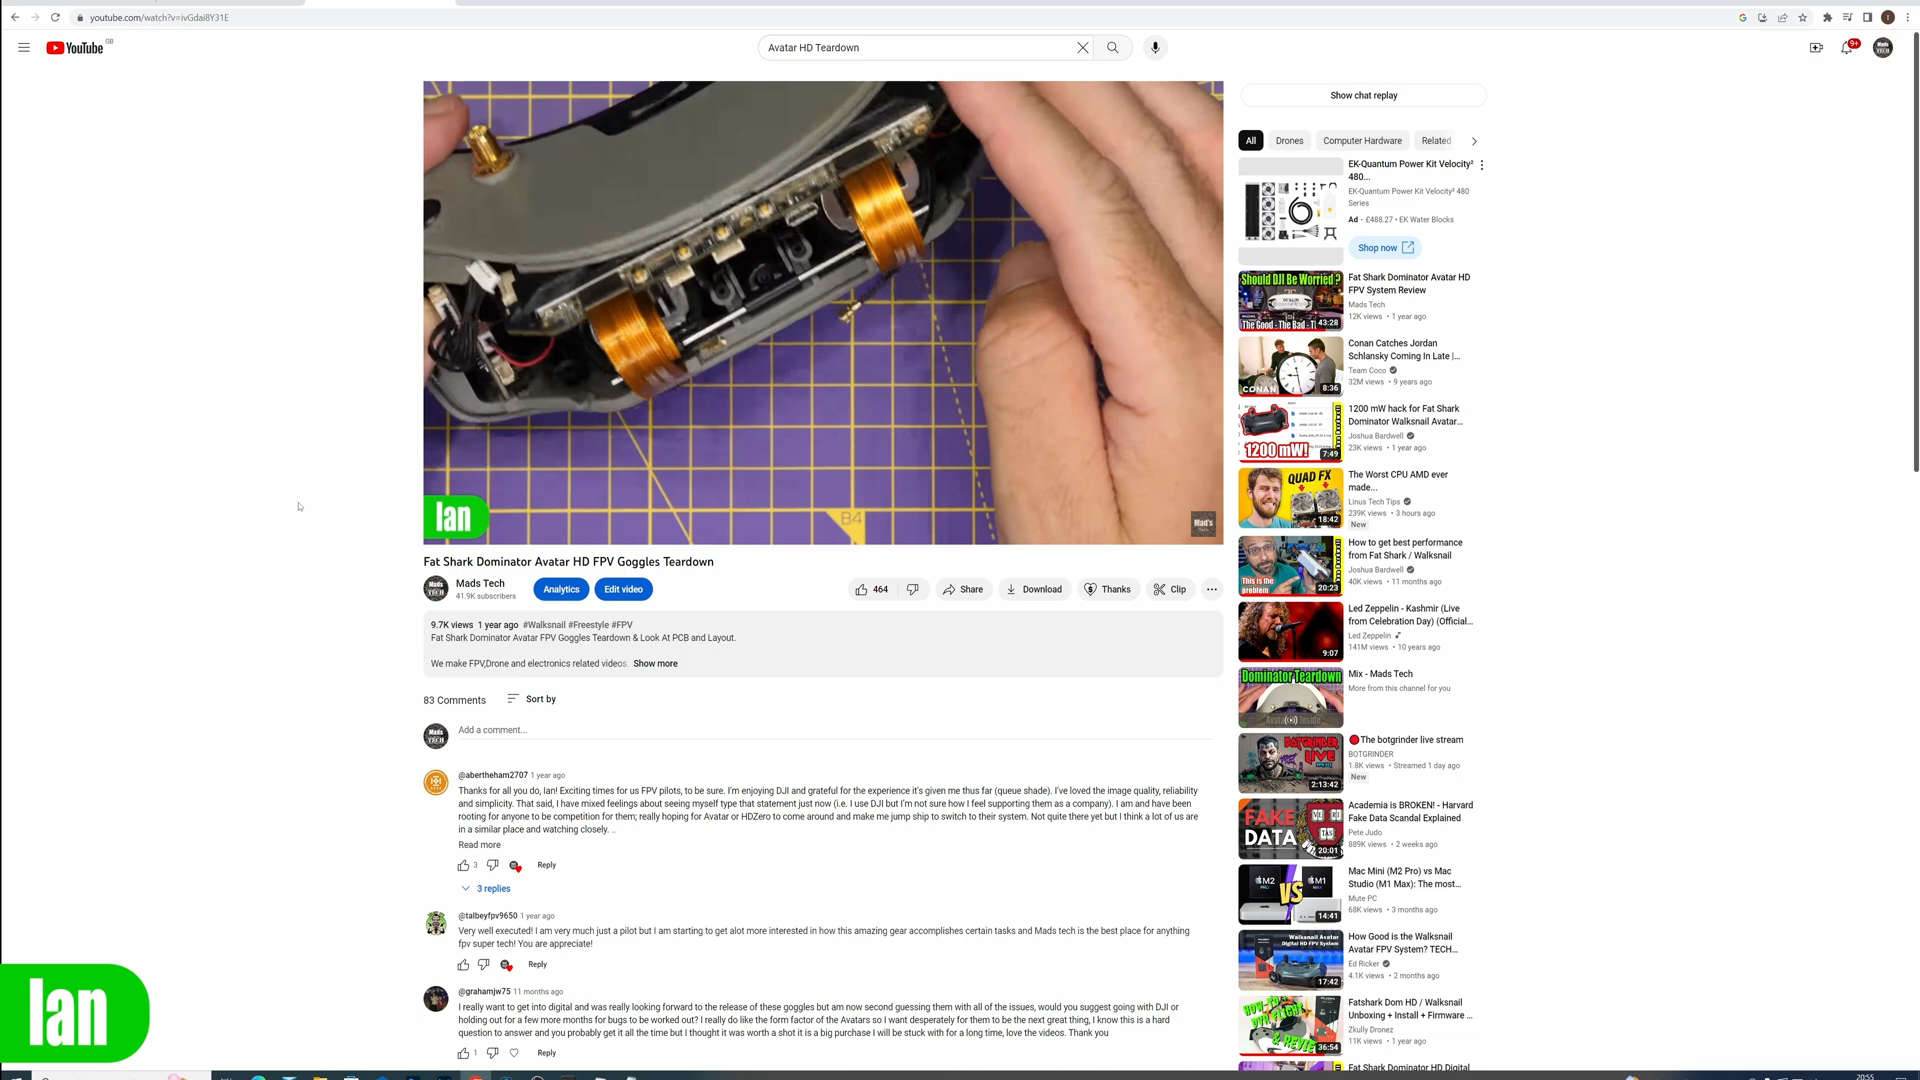 youtube.com/watch?v=ivGdai8Y31E
YouTube GB
Avatar HD Teardown
9+
Show chat replay
All Drones Computer Hardware Related
EK-Quantum Power Kit Velocity²
480...
EK-Quantum Power Kit Velocity² 480
Series
Ad • £488.27 • EK Water Blocks
Shop now
Should DJI Be Worried ?
43:28
Fat Shark Dominator Avatar HD
FPV System Review
Mads Tech
12K views • 1 year ago
CONAN
8:36
Conan Catches Jordan
Schlansky Coming In Late |...
Team Coco
32M views • 9 years ago
1200 mW!
7:49
1200 mW hack for Fat Shark
Dominator Walksnail Avatar...
Joshua Bardwell
23K views • 1 year ago
QUAD FX
18:42
The Worst CPU AMD ever
made...
Linus Tech Tips
239K views • 3 hours ago
New
This is the
problem
20:23
How to get best performance
from Fat Shark / Walksnail
Joshua Bardwell
40K views • 11 months ago
9:07
Led Zeppelin - Kashmir (Live
from Celebration Day) (Official...
Led Zeppelin
141M views • 10 years ago
Dominator Teardown
Mix - Mads Tech
More from this channel for you
BOTGRINDER
LIVE
2:13:42
The botgrinder live stream
BOTGRINDER
1.8K views • Streamed 1 day ago
New
FAKE
DATA
20:01
Academia is BROKEN! - Harvard
Fake Data Scandal Explained
Pete Judo
889K views • 2 weeks ago
M2
PRO
VS
M1
MAX
14:41
Mac Mini (M2 Pro) vs Mac
Studio (M1 Max): The most...
Mute PC
68K views • 3 months ago
Walksnail Avatar
Digital HD FPV System
17:42
How Good is the Walksnail
Avatar FPV System? TECH...
Ed Ricker
4.1K views • 2 months ago
36:54
Fatshark Dom HD / Walksnail
Unboxing + Install + Firmware ...
Zkully Dronez
11K views • 1 year ago
Fat Shark Dominator HD Digital
B4
Ian
Mad's
Tech
Fat Shark Dominator Avatar HD FPV Goggles Teardown
Mads Tech
41.9K subscribers
Analytics
Edit video
464
Share
Download
Thanks
Clip
9.7K views 1 year ago #Walksnail #Freestyle #FPV
Fat Shark Dominator Avatar FPV Goggles Teardown & Look At PCB and Layout.
We make FPV,Drone and electronics related videos. Show more
83 Comments
Sort by
Add a comment...
@abertheham2707 1 year ago
Thanks for all you do, Ian! Exciting times for us FPV pilots, to be sure. I'm enjoying DJI and grateful for the experience it's given me thus far (queue shade). I've loved the image quality, reliability
and simplicity. That said, I have mixed feelings about seeing myself type that statement just now (i.e. I use DJI but I'm not sure how I feel supporting them as a company). I am and have been
rooting for anyone to be competition for them; really hoping for Avatar or HDZero to come around and make me jump ship to switch to their system. Not quite there yet but I think a lot of us are
in a similar place and watching closely. ..
Read more
3
Reply
3 replies
@talbeyfpv9650 1 year ago
Very well executed! I am very much just a pilot but I am starting to get alot more interested in how this amazing gear accomplishes certain tasks and Mads tech is the best place for anything
fpv super tech! You are appreciate!
Reply
@grahamjw75 11 months ago
I really want to get into digital and was really looking forward to the release of these goggles but am now second guessing them with all of the issues, would you suggest going with DJI or
holding out for a few more months for bugs to be worked out? I really do like the form factor of the Avatars so I want desperately for them to be the next great thing, I know this is a hard
question to answer and you probably get it all the time but I thought it was worth a shot it is a big purchase I will be stuck with for a long time, love the videos. Thank you
1
Reply
Ian
20:55